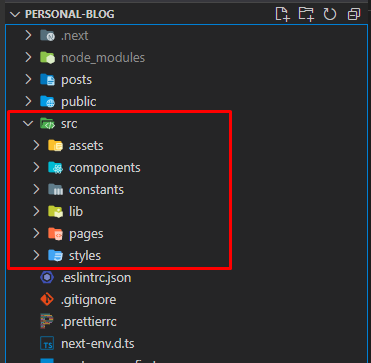 PERSONAL-BLOG
.next
node_modules
posts
public
src
assets
components
constants
lib
pages
styles
.eslintrc.json
.gitignore
.prettierrc
TS next-env.d.ts